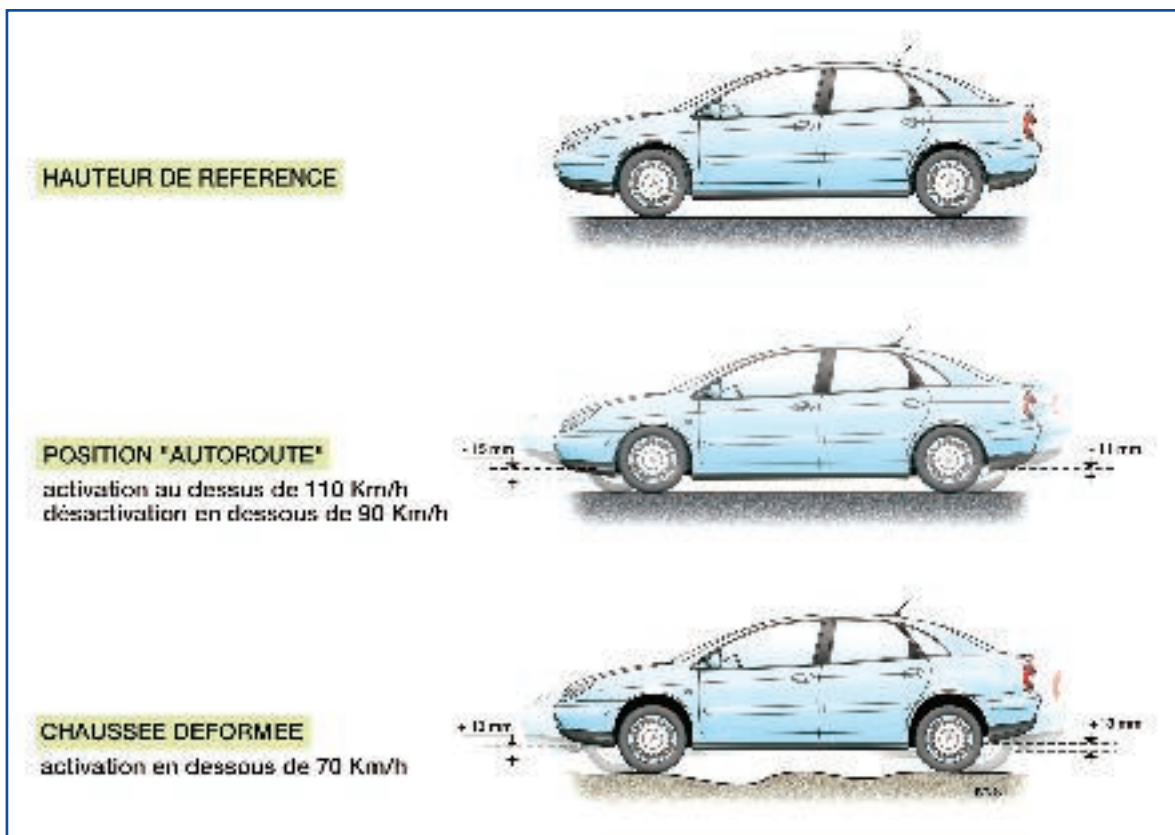 HAUTEUR DE REFERENCE
POSITION "AUTOROUTE"
activation au dessus de 110 Km/h
désactivation en dessous de 90 Km/h
- 15 mm
- 11 mm
CHAUSSEE DEFORMEE
activation en dessous de 70 Km/h
+ 13 mm
+ 13 mm